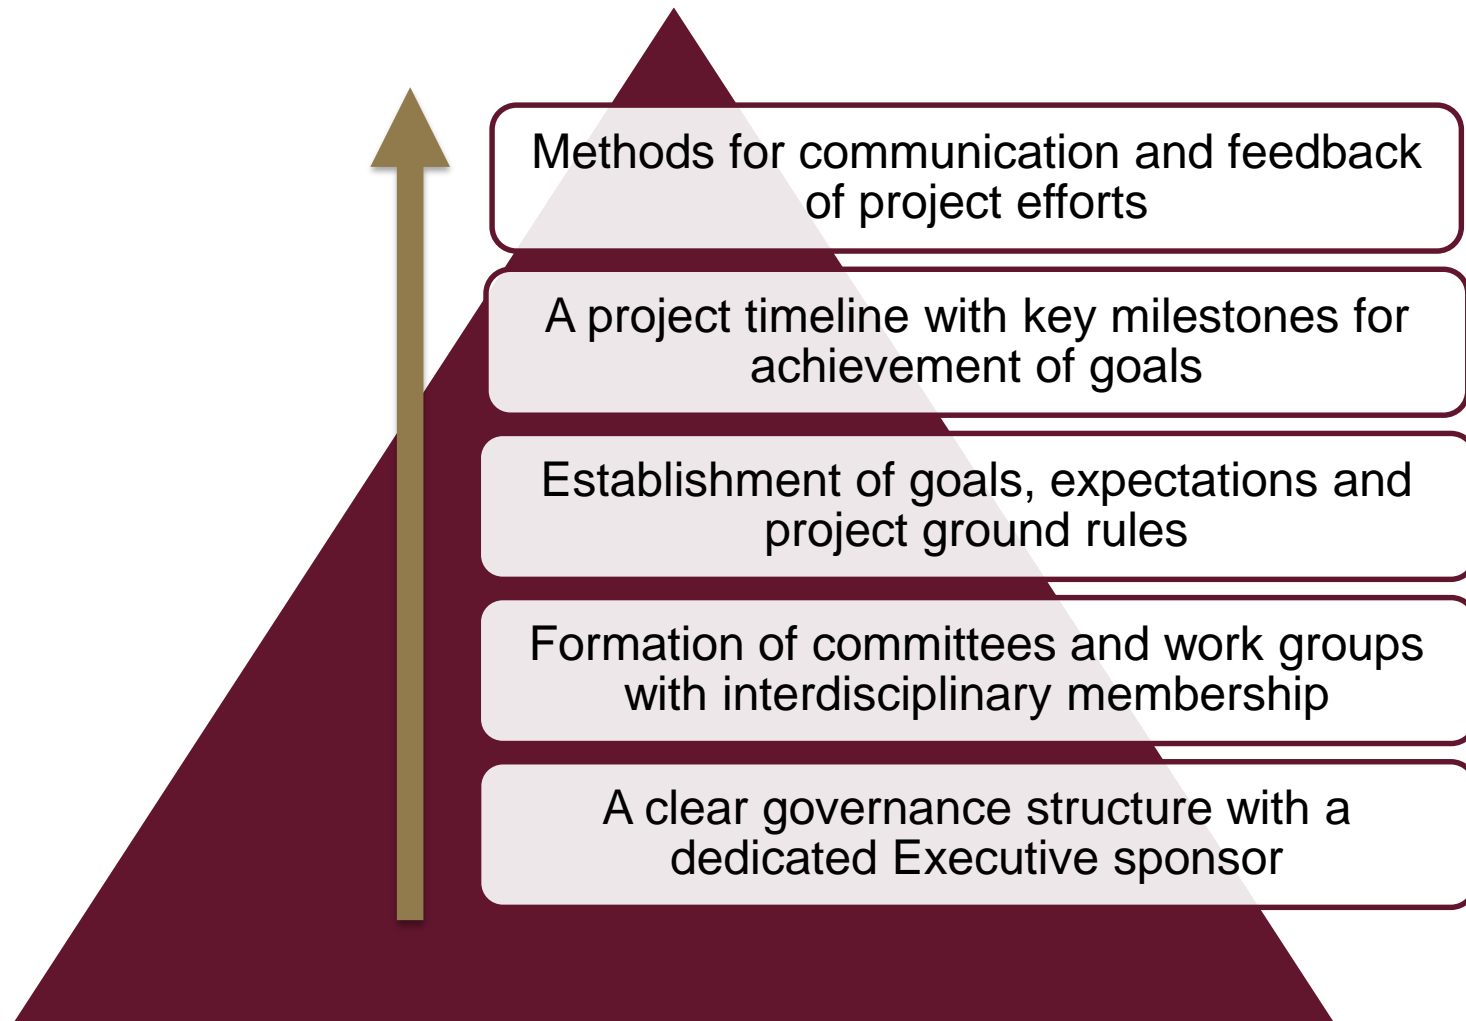 Methods for communication and feedback
of project efforts
A project timeline with key milestones for
achievement of goals
Establishment of goals, expectations and
project ground rules
Formation of committees and work groups
with interdisciplinary membership
A clear governance structure with a
dedicated Executive sponsor